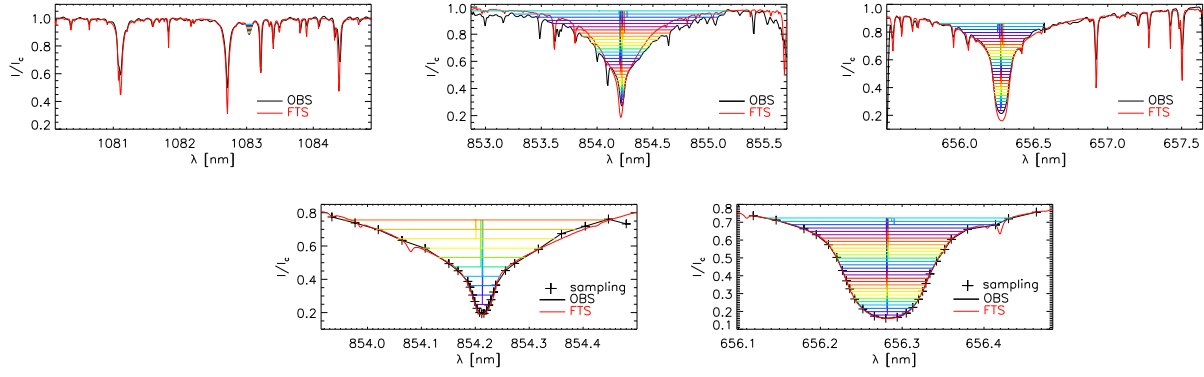 I/Ic
1.0
0.8
0.6
0.4
0.2
OBS
FTS
1081 1082 1083 1084
λ [nm]
I/Ic
1.0
0.8
0.6
0.4
0.2
OBS
FTS
853.0 853.5 854.0 854.5 855.0 855.5
λ [nm]
I/Ic
1.0
0.8
0.6
0.4
0.2
OBS
FTS
656.0 656.5 657.0 657.5
λ [nm]
I/Ic
0.8
0.6
0.4
0.2
sampling
OBS
FTS
854.0 854.1 854.2 854.3 854.4
λ [nm]
I/Ic
0.8
0.7
0.6
0.5
0.4
0.3
0.2
0.1
sampling
OBS
FTS
656.1 656.2 656.3 656.4
λ [nm]